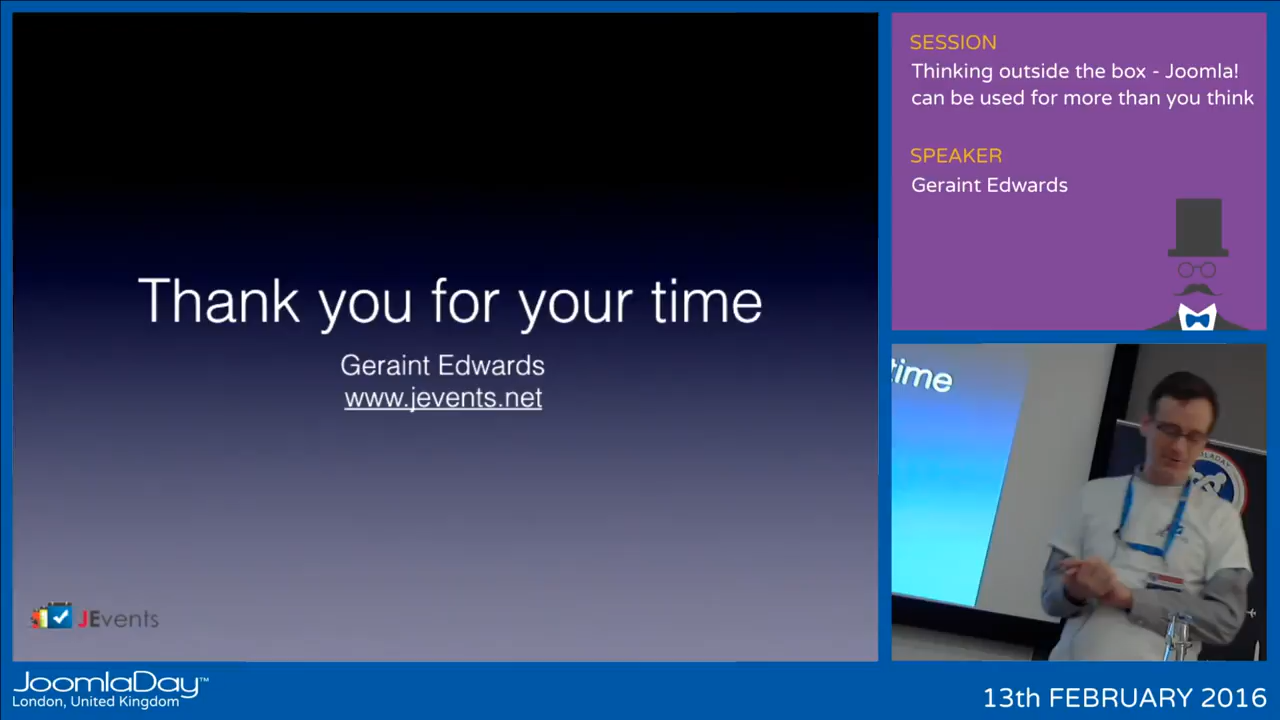 Thank you for your time
Geraint Edwards
www.jevents.net
JEvents
SESSION
Thinking outside the box - Joomla!
can be used for more than you think
SPEAKER
Geraint Edwards
time
JoomlaDay™
London, United Kingdom
13th FEBRUARY 2016